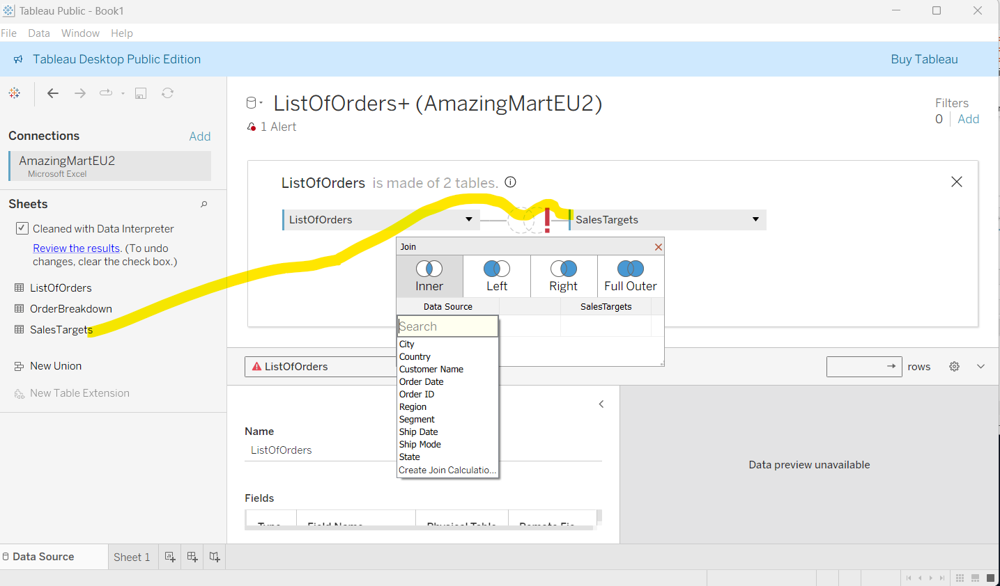 Tableau Public - Book1
File Data Window Help
Tableau Desktop Public Edition
Buy Tableau
Connections
Add
AmazingMartEU2
Microsoft Excel
Sheets
Cleaned with Data Interpreter
Review the results. (To undo
changes, clear the check box.)
ListOfOrders
OrderBreakdown
SalesTargets
New Union
New Table Extension
ListOfOrders+ (AmazingMartEU2)
1 Alert
Filters
0 Add
ListOfOrders is made of 2 tables.
ListOfOrders
SalesTargets
Join
Inner Left Right Full Outer
Data Source SalesTargets
Search
City
Country
Customer Name
Order Date
Order ID
Region
Segment
Ship Date
Ship Mode
State
Create Join Calculatio...
ListOfOrders
rows
Name
ListOfOrders
Fields
Type Field Name Physical Table
Data preview unavailable
Data Source Sheet 1